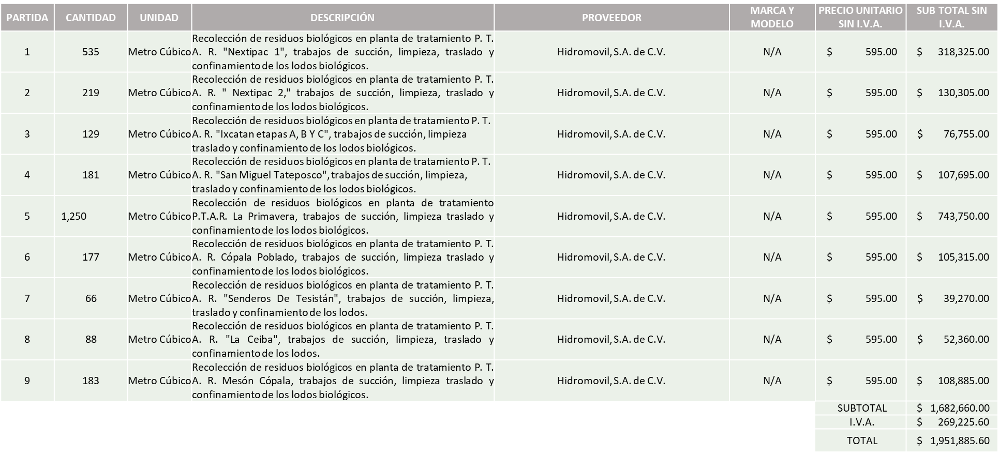 PARTIDA CANTIDAD UNIDAD DESCRIPCIÓN PROVEEDOR MARCA Y MODELO PRECIO UNITARIO SIN I.V.A. SUB TOTAL SIN I.V.A.
Recolección de residuos biológicos en planta de tratamiento P. T.
1 535 Metro Cúbico A. R. "Nextipac 1", trabajos de succión, limpieza, traslado y Hidromovil, S.A. de C.V. N/A $ 595.00 $ 318,325.00
confinamiento de los lodos biológicos.
Recolección de residuos biológicos en planta de tratamiento P. T.
2 219 Metro Cúbico A. R. " Nextipac 2," trabajos de succión, limpieza, traslado y Hidromovil, S.A. de C.V. N/A $ 595.00 $ 130,305.00
confinamiento de los lodos biológicos.
Recolección de residuos biológicos en planta de tratamiento P. T.
3 129 Metro Cúbico A. R. "Ixcatan etapas A, B Y C", trabajos de succión, limpieza Hidromovil, S.A. de C.V. N/A $ 595.00 $ 76,755.00
traslado y confinamiento de los lodos biológicos.
Recolección de residuos biológicos en planta de tratamiento P. T.
4 181 Metro Cúbico A. R. "San Miguel Tateposco", trabajos de succión, limpieza, Hidromovil, S.A. de C.V. N/A $ 595.00 $ 107,695.00
traslado y confinamiento de los lodos biológicos.
Recolección de residuos biológicos en planta de tratamiento
5 1,250 Metro Cúbico P.T.A.R. La Primavera, trabajos de succión, limpieza traslado y Hidromovil, S.A. de C.V. N/A $ 595.00 $ 743,750.00
confinamiento de los lodos biológicos.
Recolección de residuos biológicos en planta de tratamiento P. T.
6 177 Metro Cúbico A. R. Cópala Poblado, trabajos de succión, limpieza traslado y Hidromovil, S.A. de C.V. N/A $ 595.00 $ 105,315.00
confinamiento de los lodos biológicos.
Recolección de residuos biológicos en planta de tratamiento P. T.
7 66 Metro Cúbico A. R. "Senderos De Tesistán", trabajos de succión, limpieza, Hidromovil, S.A. de C.V. N/A $ 595.00 $ 39,270.00
traslado y confinamiento de los lodos.
Recolección de residuos biológicos en planta de tratamiento P. T.
8 88 Metro Cúbico A. R. "La Ceiba", trabajos de succión, limpieza, traslado y Hidromovil, S.A. de C.V. N/A $ 595.00 $ 52,360.00
confinamiento de los lodos.
Recolección de residuos biológicos en planta de tratamiento P. T.
9 183 Metro Cúbico A. R. Mesón Cópala, trabajos de succión, limpieza traslado y Hidromovil, S.A. de C.V. N/A $ 595.00 $ 108,885.00
confinamiento de los lodos biológicos.
SUBTOTAL $ 1,682,660.00
I.V.A. $ 269,225.60
TOTAL $ 1,951,885.60